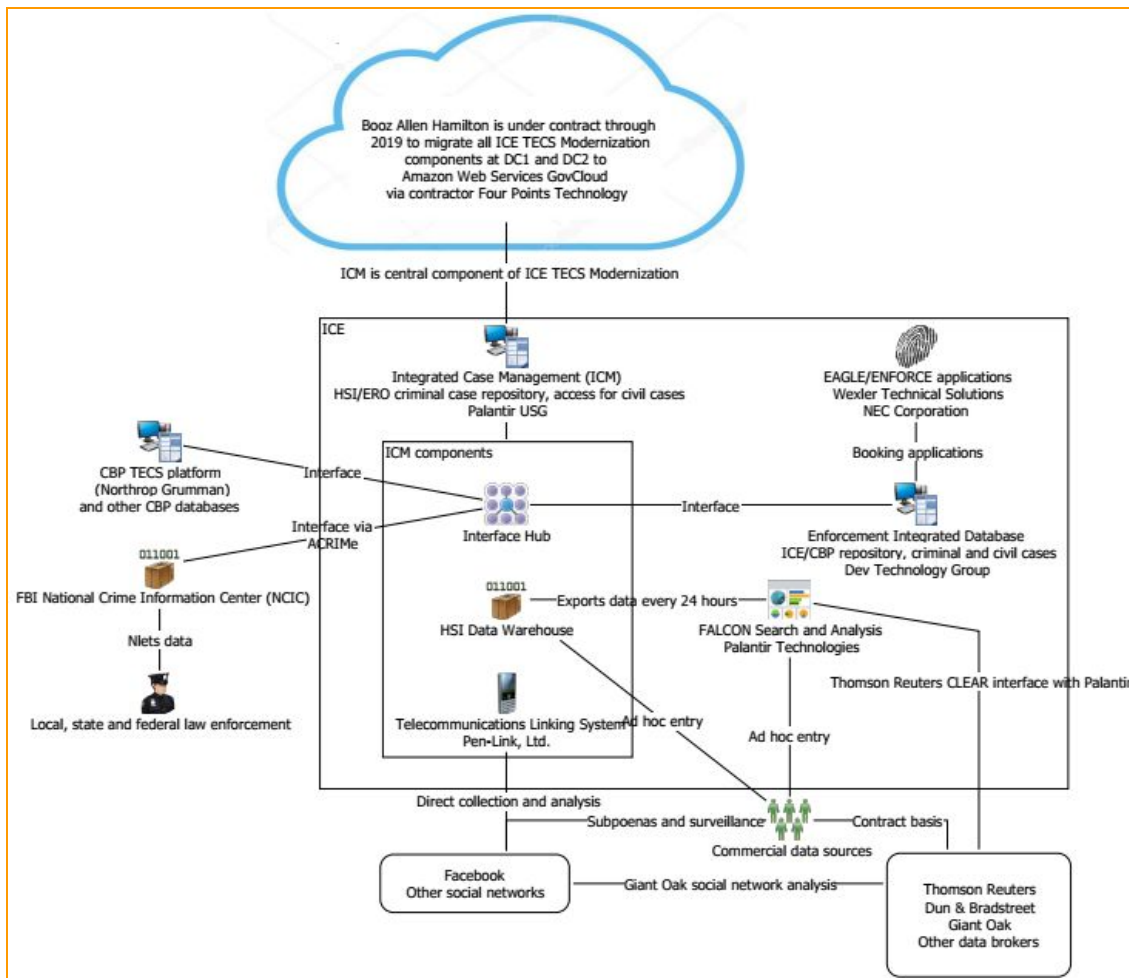 Booz Allen Hamilton is under contract through
2019 to migrate all ICE TECS Modernization
components at DC1 and DC2 to
Amazon Web Services GovCloud
via contractor Four Points Technology
ICM is central component of ICE TECS Modernization
ICE
Integrated Case Management (ICM)
HSI/ERO criminal case repository, access for civil cases
Palantir USG
EAGLE/ENFORCE applications
Wexler Technical Solutions
NEC Corporation
Booking applications
ICM components
CBP TECS platform
(Northrop Grumman)
and other CBP databases
Interface
Interface Hub
Interface
Enforcement Integrated Database
ICE/CBP repository, criminal and civil cases
Dev Technology Group
Interface via
ACRIMe
011001
FBI National Crime Information Center (NCIC)
Nlets data
Local, state and federal law enforcement
011001
HSI Data Warehouse
Exports data every 24 hours
FALCON Search and Analysis
Palantir Technologies
Thomson Reuters CLEAR interface with Palantir
Telecommunications Linking System
Pen-Link, Ltd.
Ad hoc entry
Ad hoc entry
Direct collection and analysis
Subpoenas and surveillance
Commercial data sources
Contract basis
Facebook
Other social networks
Giant Oak social network analysis
Thomson Reuters
Dun & Bradstreet
Giant Oak
Other data brokers